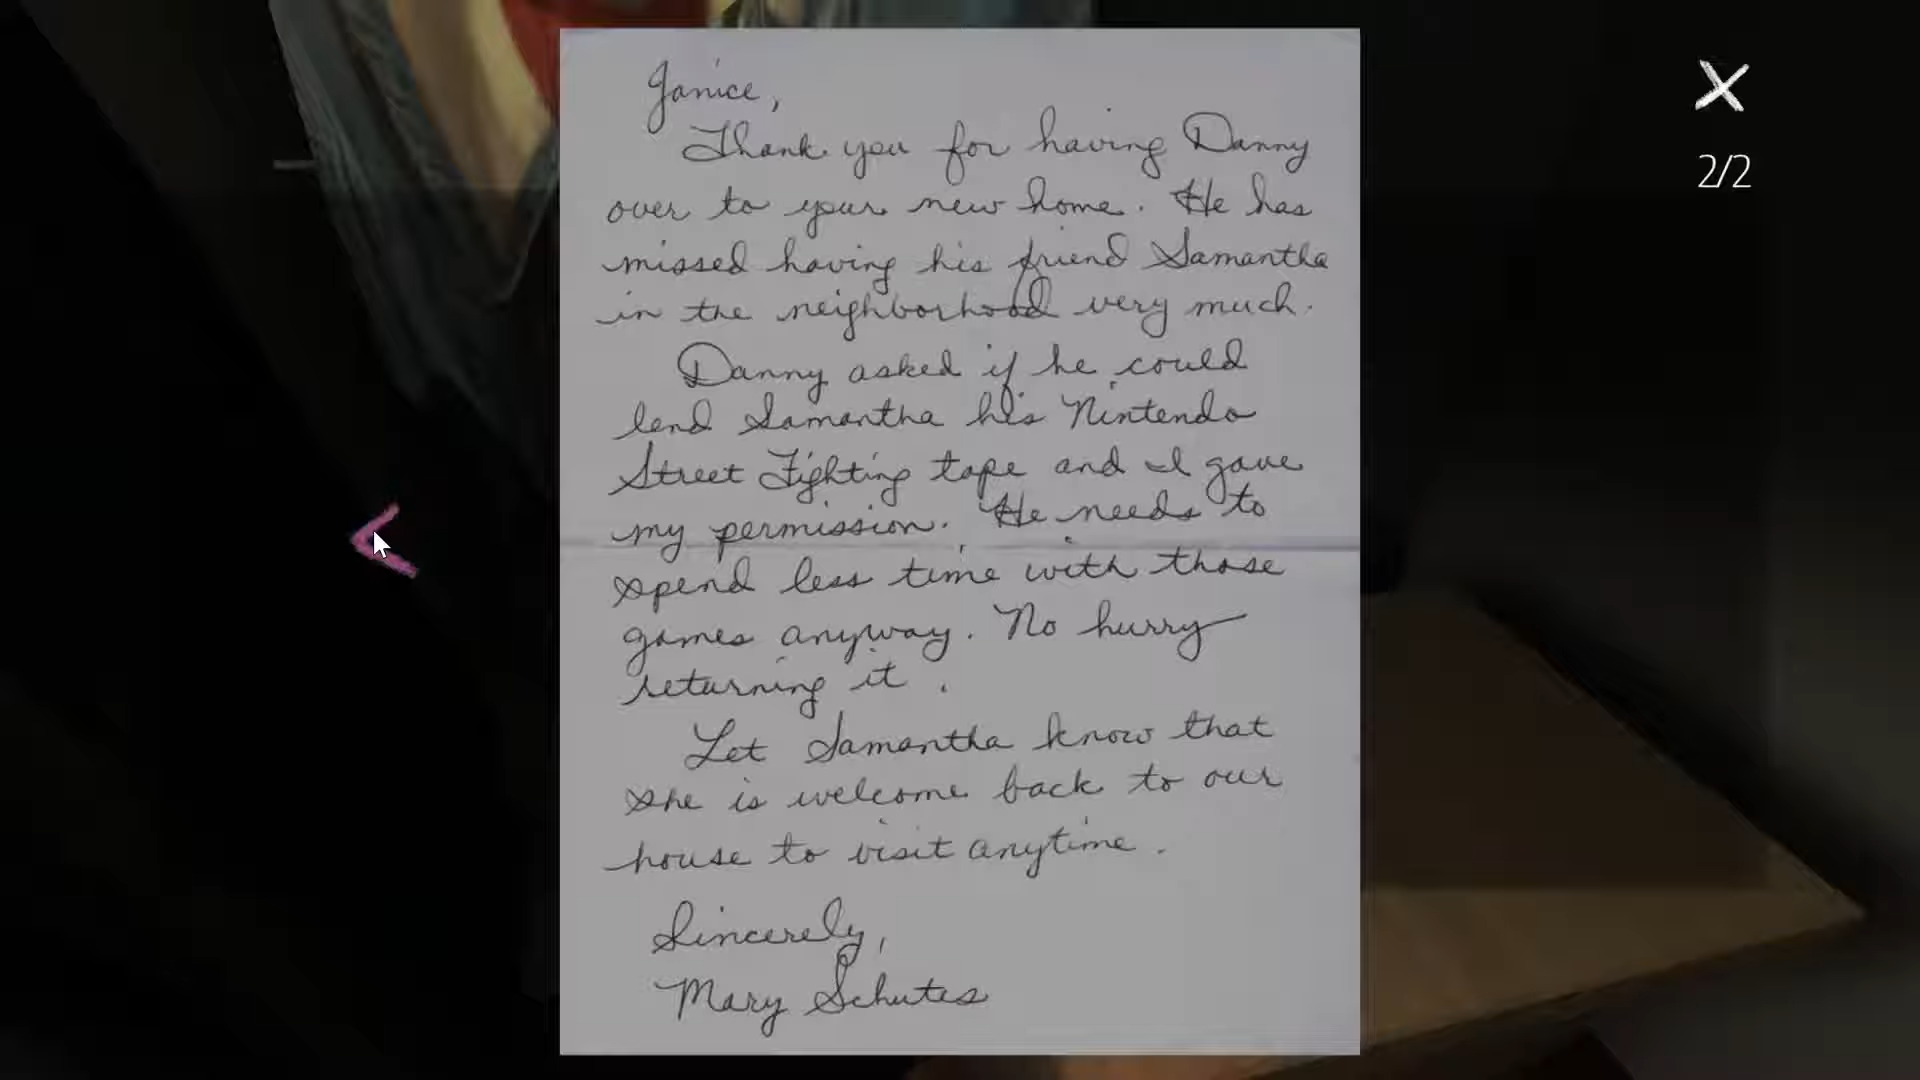 Janice,
Thank you for having Danny
over to your new home. He has
missed having his friend Samantha
in the neighborhood very much.
Danny asked if he could
lend Samantha his Nintendo
Street Fighting tape and I gave
my permission. He needs to
spend less time with those
games anyway. No hurry
returning it.
Let Samantha know that
she is welcome back to our
house to visit anytime.
Sincerely,
Mary Schutes
2/2